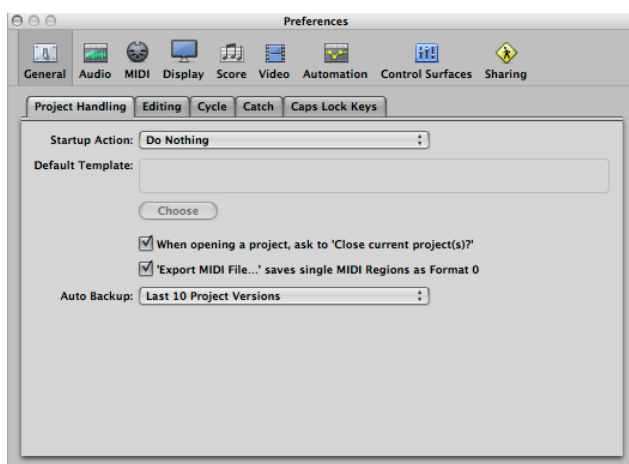 Preferences
General Audio MIDI Display Score Video Automation Control Surfaces Sharing
Project Handling Editing Cycle Catch Caps Lock Keys
Startup Action: Do Nothing
Default Template:
Choose
When opening a project, ask to 'Close current project(s)?'
'Export MIDI File...' saves single MIDI Regions as Format 0
Auto Backup: Last 10 Project Versions